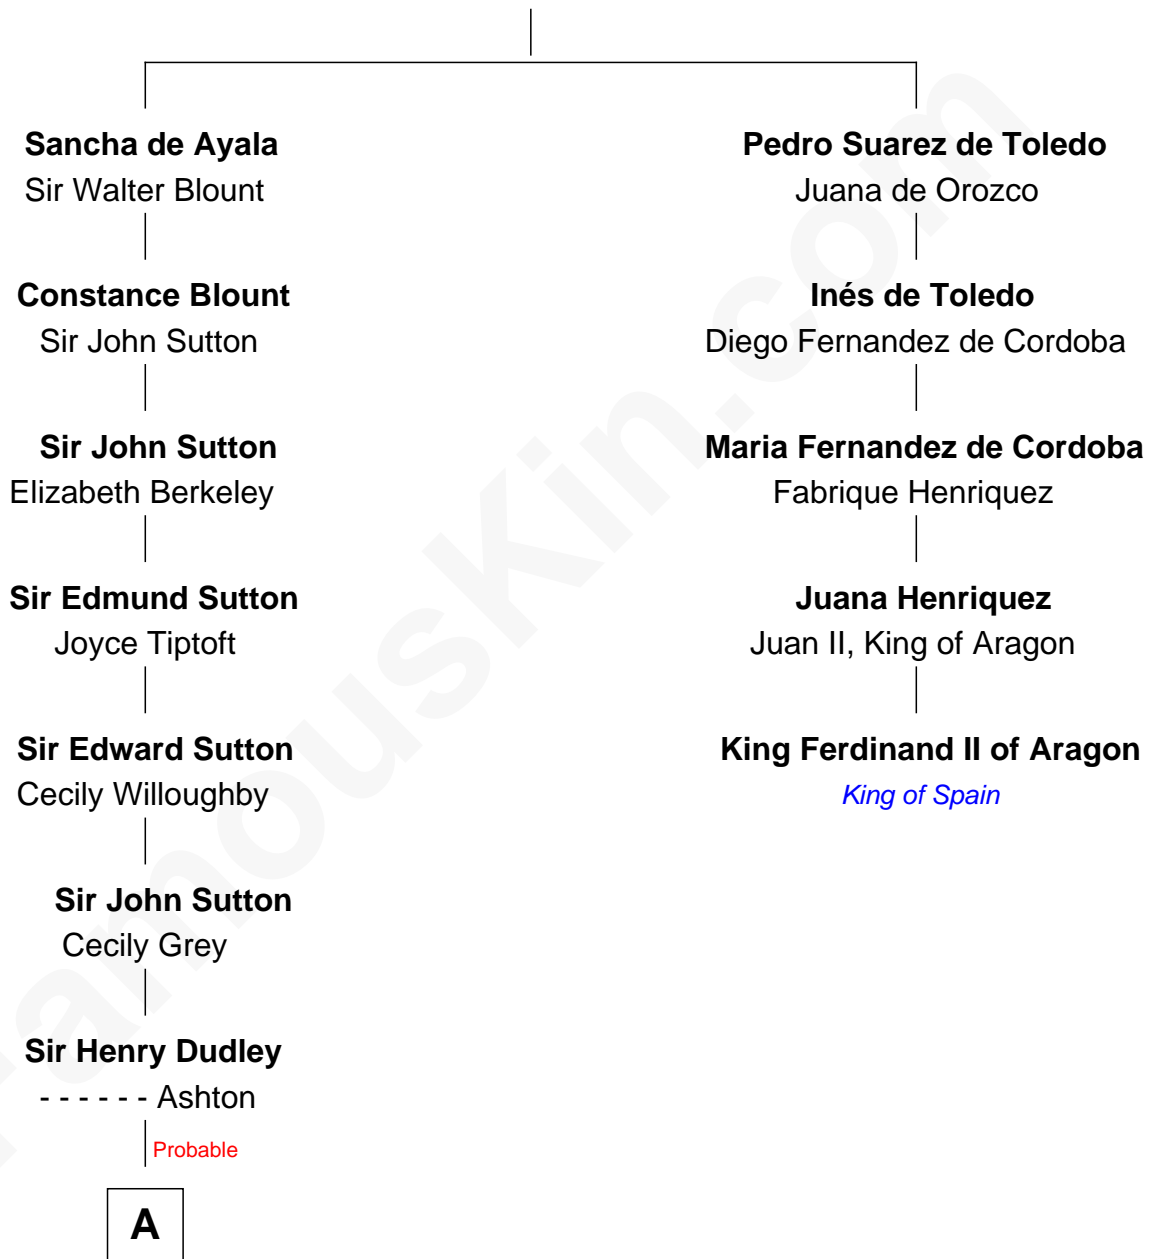 Sancha de Ayala
Sir Walter Blount
Constance Blount
Sir John Sutton
Sir John Sutton
Elizabeth Berkeley
Sir Edmund Sutton
Joyce Tiptoft
Sir Edward Sutton
Cecily Willoughby
Sir John Sutton
Cecily Grey
Sir Henry Dudley
- - - - - - Ashton
Probable
A
Pedro Suarez de Toledo
Juana de Orozco
Inés de Toledo
Diego Fernandez de Cordoba
Maria Fernandez de Cordoba
Fabrique Henriquez
Juana Henriquez
Juan II, King of Aragon
King Ferdinand II of Aragon
King of Spain
FamousKin.com